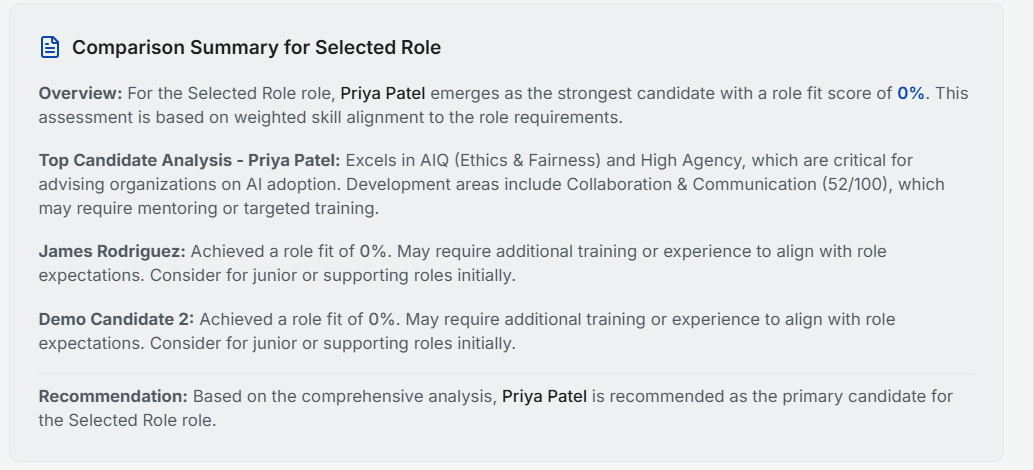 Comparison Summary for Selected Role
Overview: For the Selected Role role, Priya Patel emerges as the strongest candidate with a role fit score of 0%. This
assessment is based on weighted skill alignment to the role requirements.
Top Candidate Analysis - Priya Patel: Excels in AIQ (Ethics & Fairness) and High Agency, which are critical for
advising organizations on AI adoption. Development areas include Collaboration & Communication (52/100), which
may require mentoring or targeted training.
James Rodriguez: Achieved a role fit of 0%. May require additional training or experience to align with role
expectations. Consider for junior or supporting roles initially.
Demo Candidate 2: Achieved a role fit of 0%. May require additional training or experience to align with role
expectations. Consider for junior or supporting roles initially.
Recommendation: Based on the comprehensive analysis, Priya Patel is recommended as the primary candidate for
the Selected Role role.